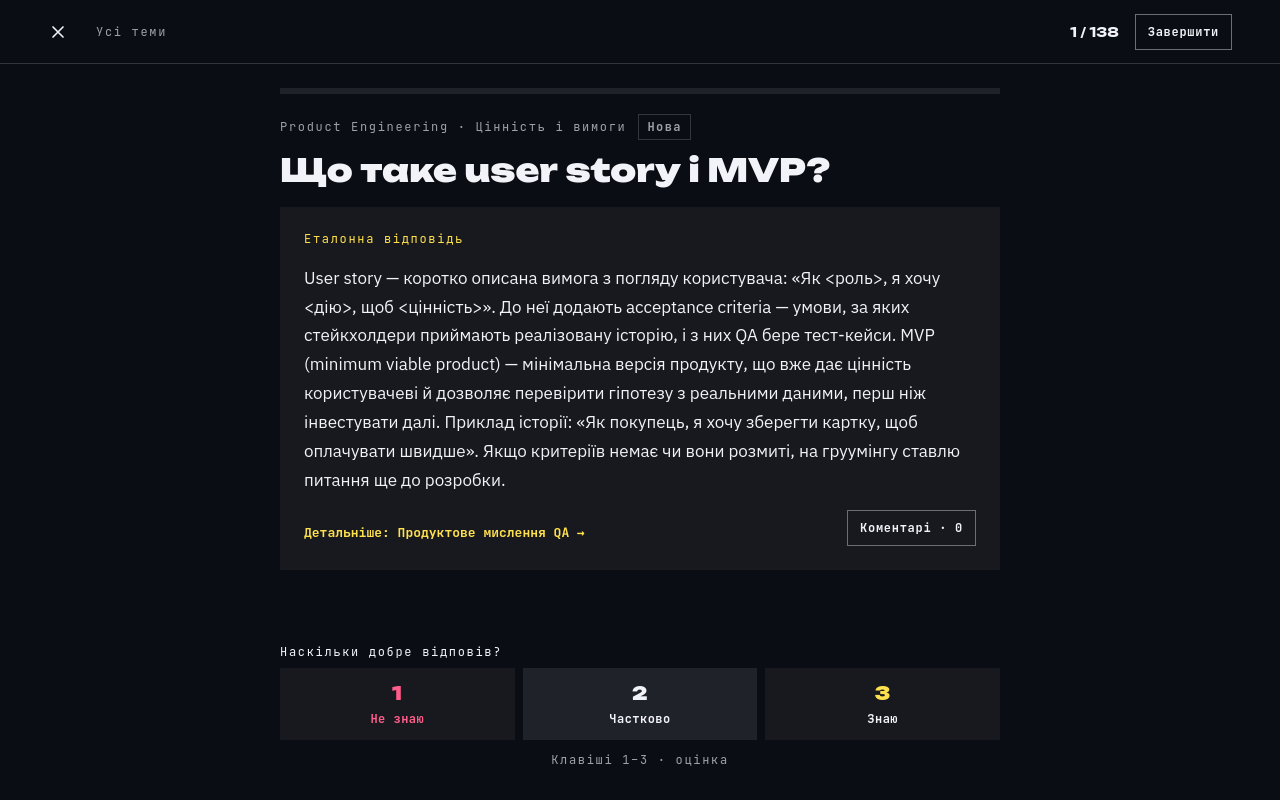 Усі теми
1 / 138
Завершити
Product Engineering · Цінність і вимоги
Нова
Що таке user story і MVP?
Еталонна відповідь
User story — коротко описана вимога з погляду користувача: «Як <роль>, я хочу
<дію>, щоб <цінність>». До неї додають acceptance criteria — умови, за яких
стейкхолдери приймають реалізовану історію, і з них QA бере тест-кейси. MVP
(minimum viable product) — мінімальна версія продукту, що вже дає цінність
користувачеві й дозволяє перевірити гіпотезу з реальними даними, перш ніж
інвестувати далі. Приклад історії: «Як покупець, я хочу зберегти картку, щоб
оплачувати швидше». Якщо критеріїв немає чи вони розмиті, на груумінгу ставлю
питання ще до розробки.
Детальніше: Продуктове мислення QA →
Коментарі · 0
Наскільки добре відповів?
1
Не знаю
2
Частково
3
Знаю
Клавіші 1–3 · оцінка